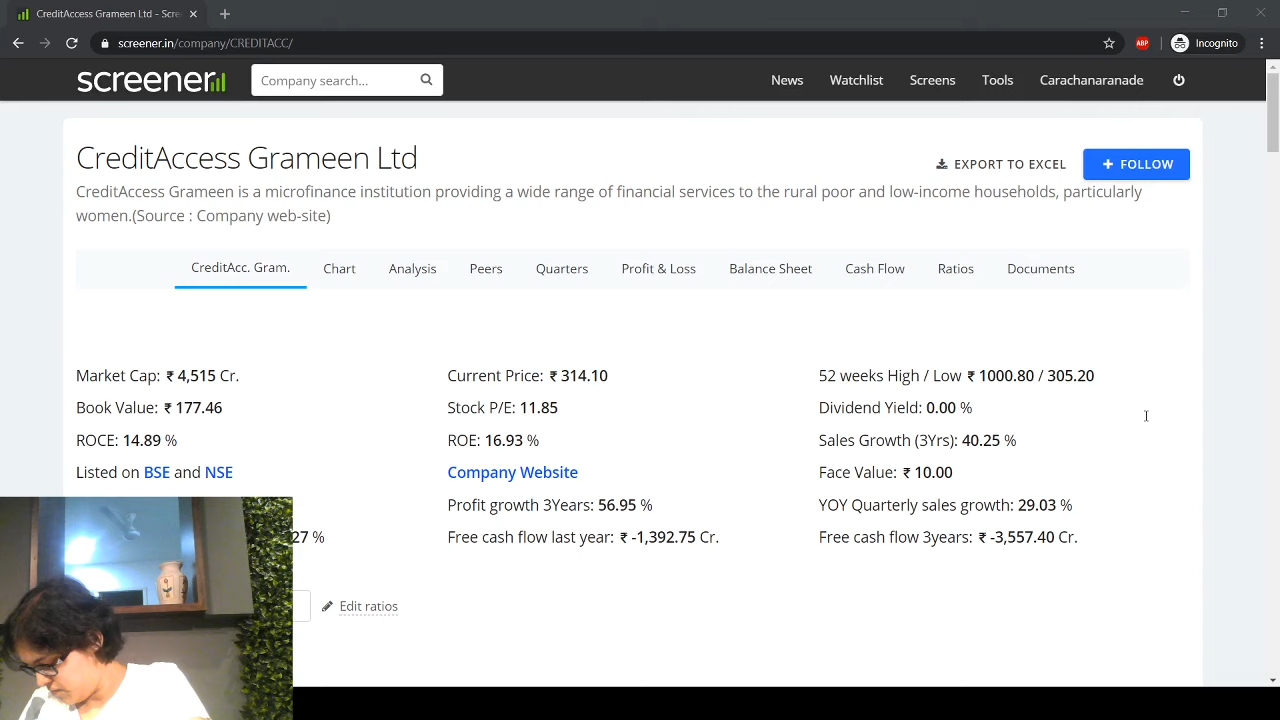 CreditAccess Grameen Ltd - Scre
screener.in/company/CREDITACC/
ABP
Incognito
screener
Company search...
News Watchlist Screens Tools Carachanaranade
CreditAccess Grameen Ltd
EXPORT TO EXCEL
+ FOLLOW
CreditAccess Grameen is a microfinance institution providing a wide range of financial services to the rural poor and low-income households, particularly
women.(Source : Company web-site)
CreditAcc. Gram. Chart Analysis Peers Quarters Profit & Loss Balance Sheet Cash Flow Ratios Documents
Market Cap: ₹ 4,515 Cr. Current Price: ₹ 314.10 52 weeks High / Low ₹ 1000.80 / 305.20
Book Value: ₹ 177.46 Stock P/E: 11.85 Dividend Yield: 0.00 %
ROCE: 14.89 % ROE: 16.93 % Sales Growth (3Yrs): 40.25 %
Listed on BSE and NSE Company Website Face Value: ₹ 10.00
Profit growth 3Years: 56.95 % YOY Quarterly sales growth: 29.03 %
27 % Free cash flow last year: ₹ -1,392.75 Cr. Free cash flow 3years: ₹ -3,557.40 Cr.
Edit ratios